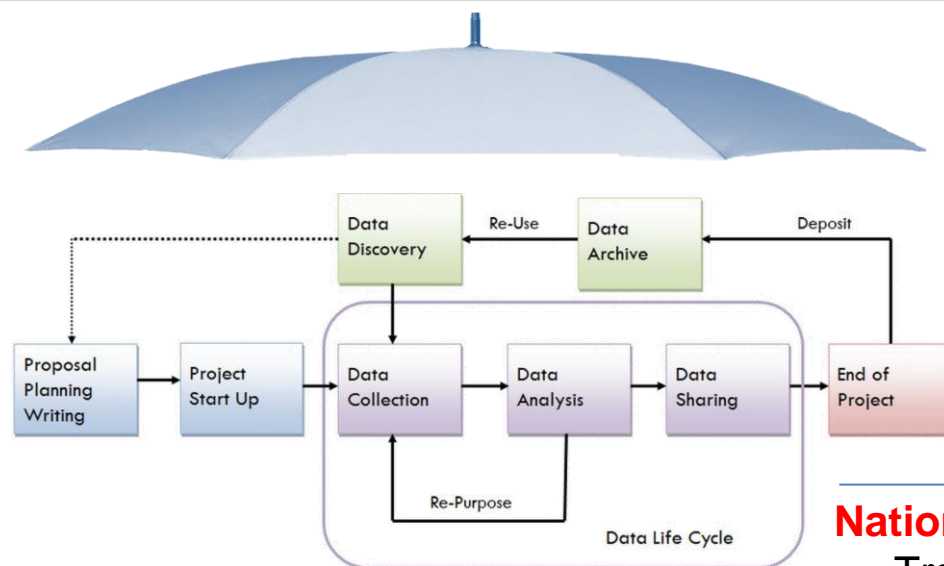 Data
Discovery
Re-Use
Data
Archive
Deposit
Proposal
Planning
Writing
Project
Start Up
Data
Collection
Data
Analysis
Data
Sharing
End of
Project
Re-Purpose
Data Life Cycle